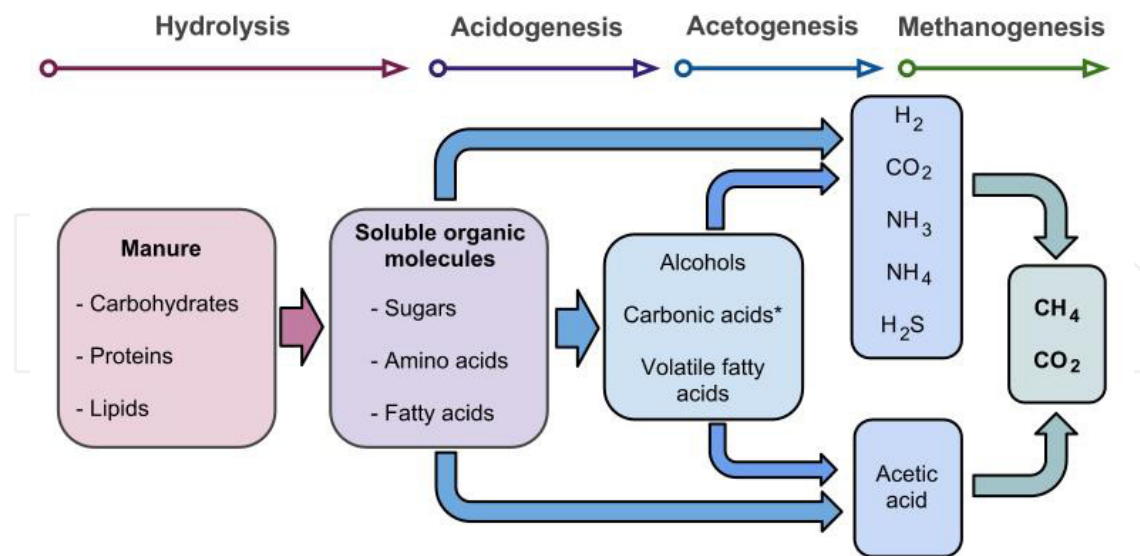 Hydrolysis
Acidogenesis
Acetogenesis
Methanogenesis
Manure
- Carbohydrates
- Proteins
- Lipids
Soluble organic
molecules
- Sugars
- Amino acids
- Fatty acids
Alcohols
Carbonic acids*
Volatile fatty
acids
H2
CO2
NH3
NH4
H2S
Acetic
acid
CH4
CO2